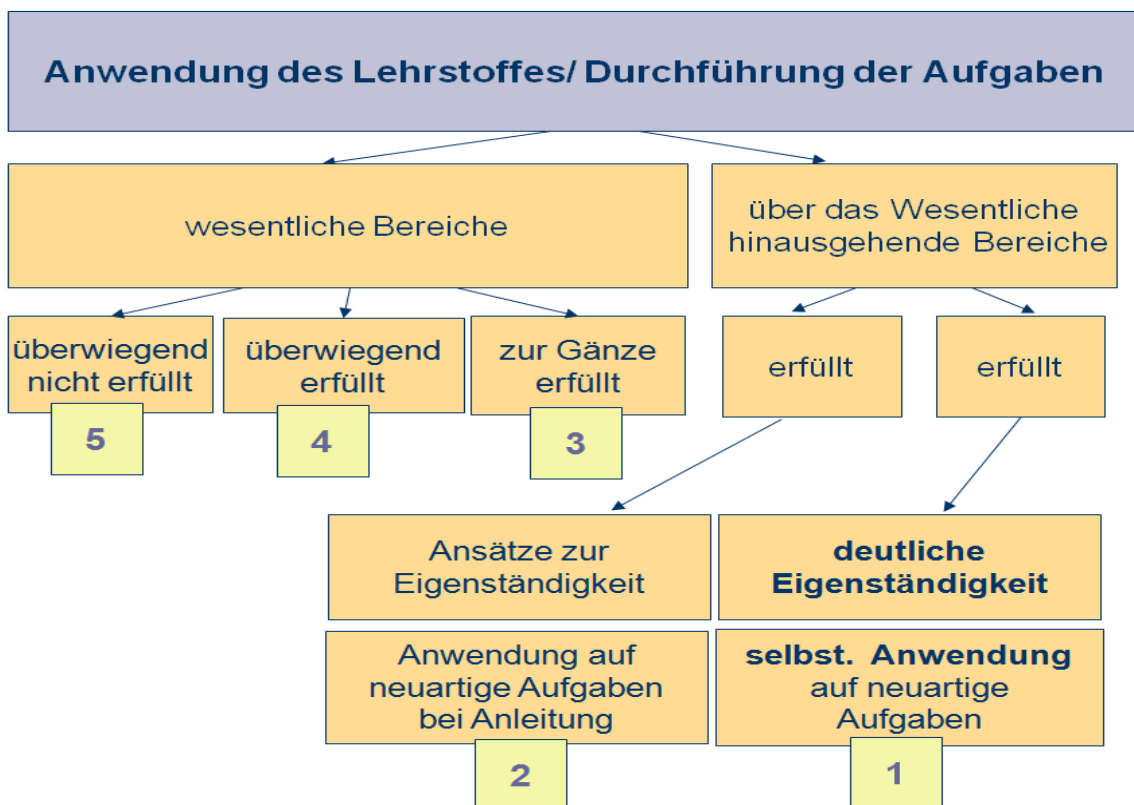 Anwendung des Lehrstoffes/ Durchführung der Aufgaben
wesentliche Bereiche
über das Wesentliche
hinausgehende Bereiche
überwiegend
nicht erfüllt
5
überwiegend
erfüllt
4
zur Gänze
erfüllt
3
erfüllt
erfüllt
Ansätze zur
Eigenständigkeit
deutliche
Eigenständigkeit
Anwendung auf
neuartige Aufgaben
bei Anleitung
2
selbst. Anwendung
auf neuartige
Aufgaben
1